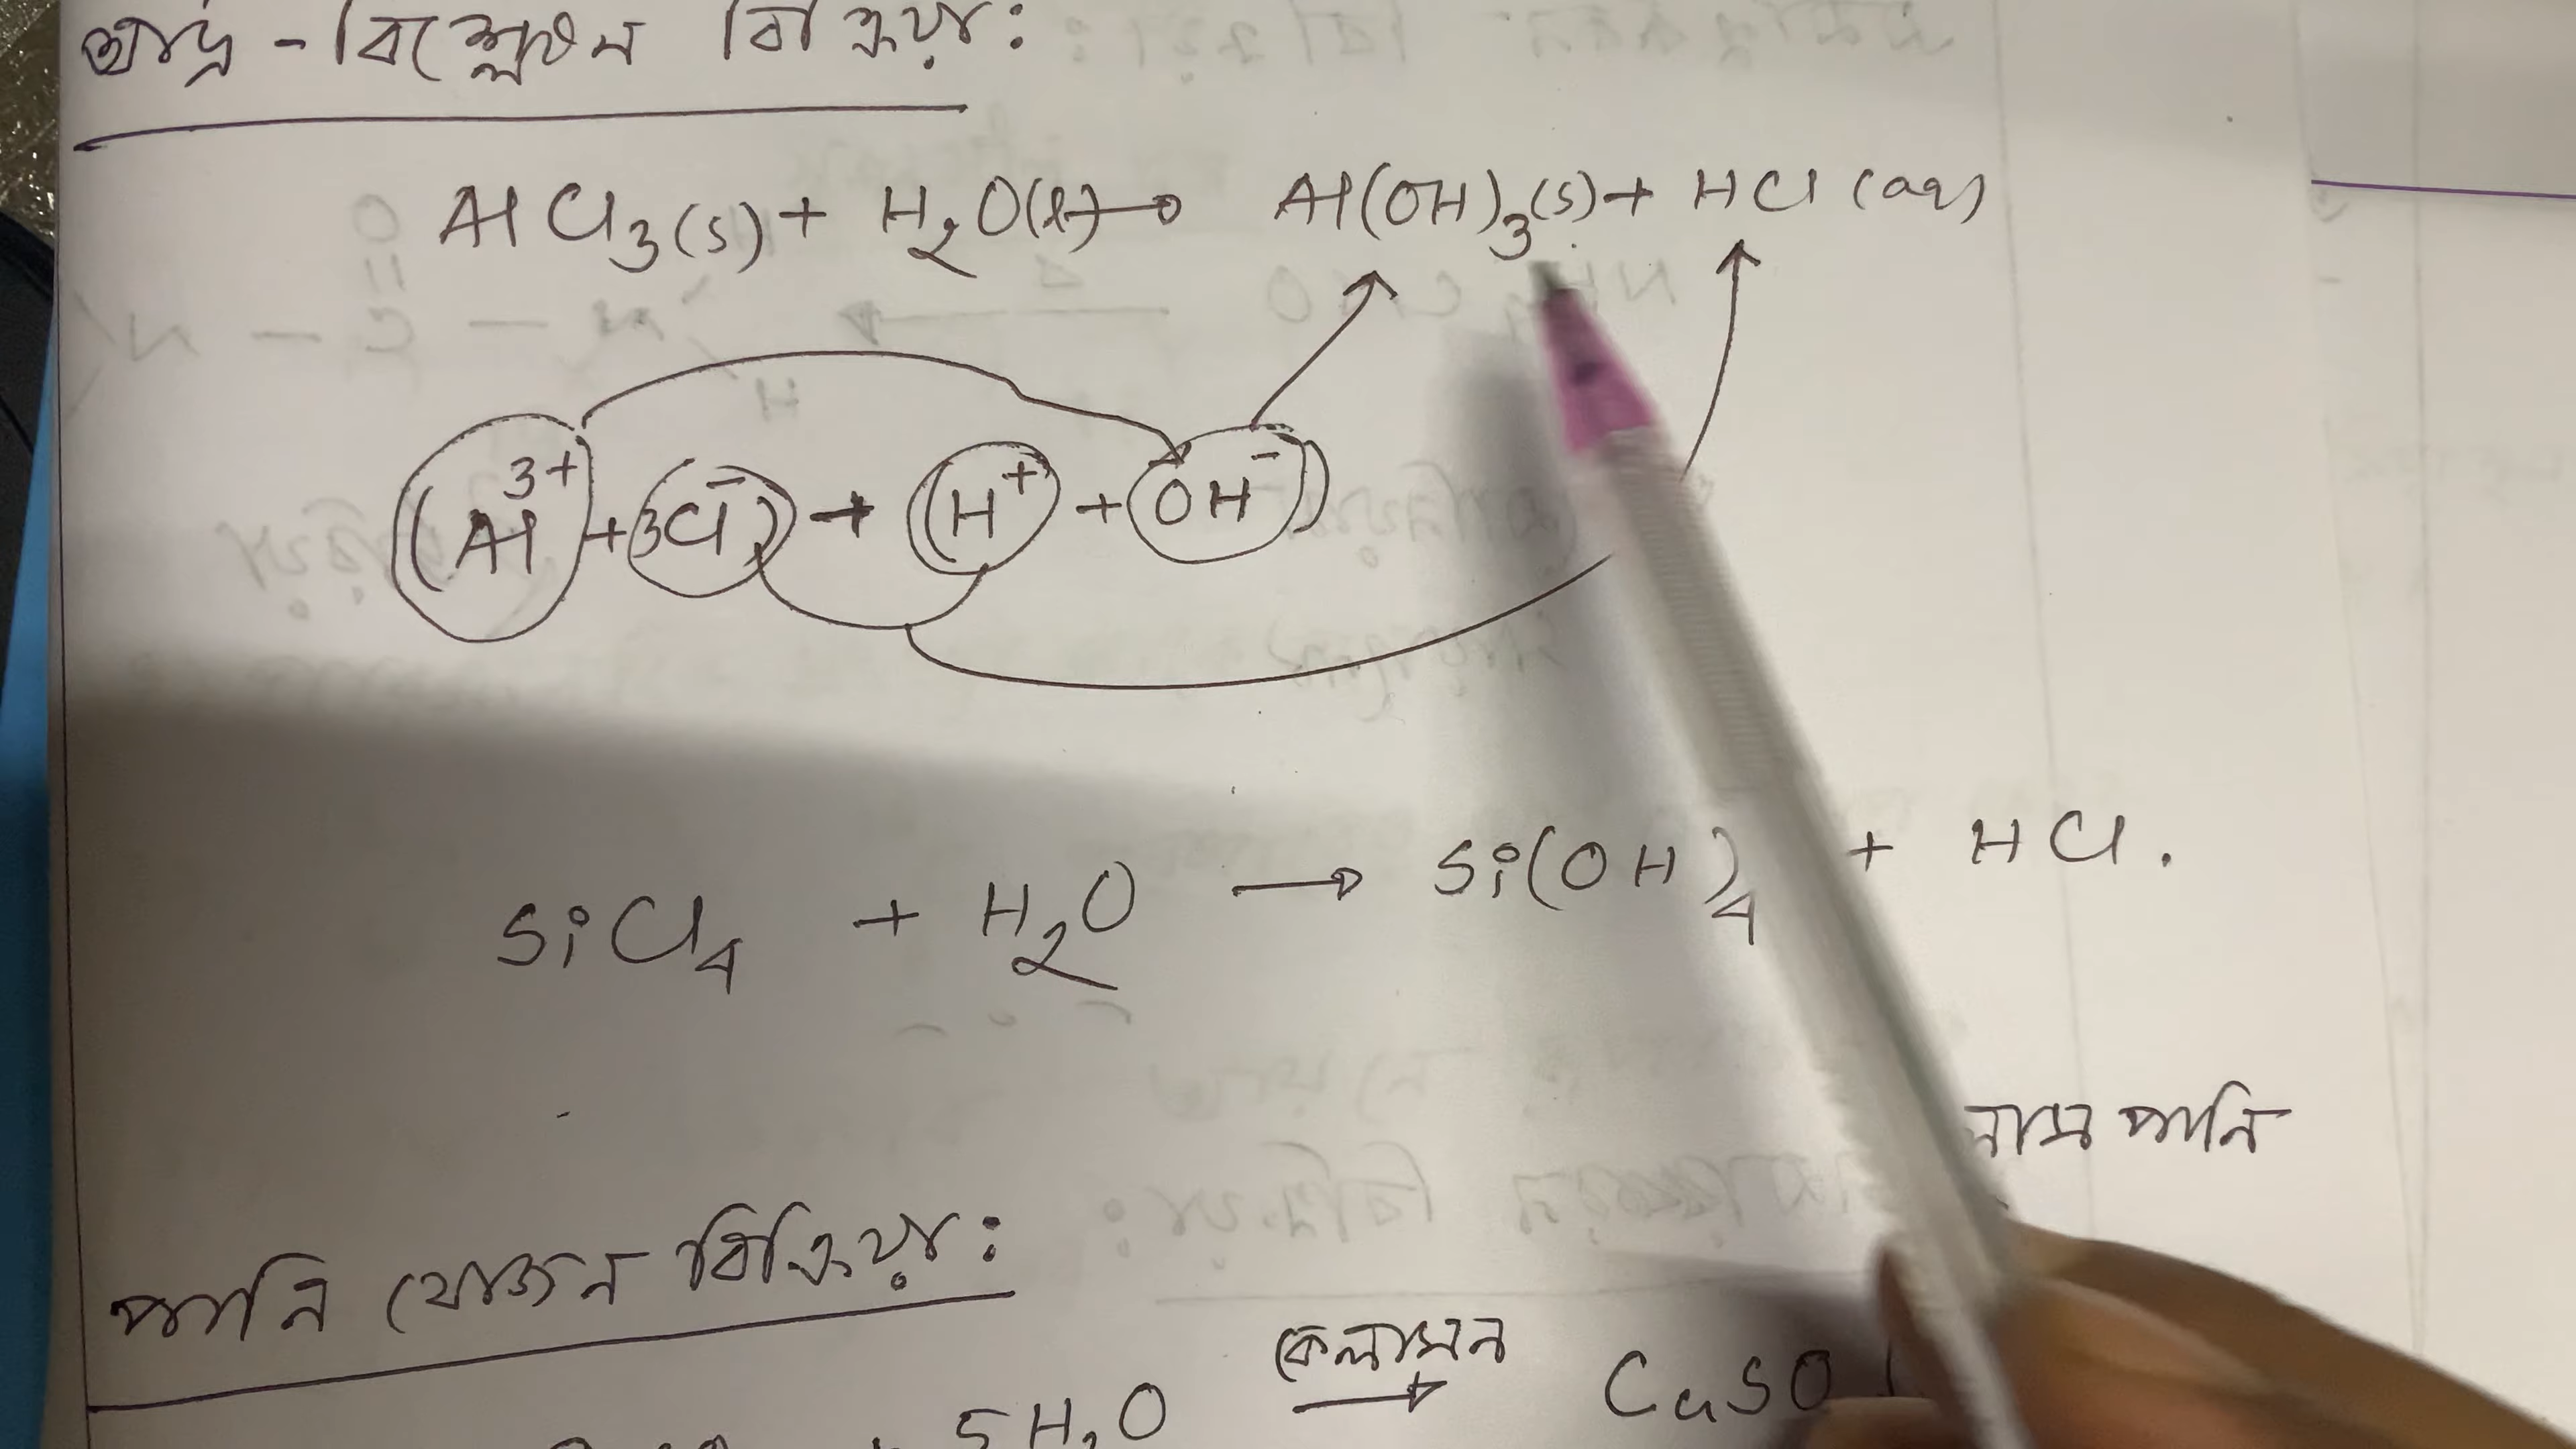 আর্দ্র-বিশ্লেষন বিক্রিয়া:
AlCl₃(s) + H₂O(l) → Al(OH)₃(s) + HCl (aq)
(Al³⁺ + 3Cl⁻) + (H⁺ + OH⁻)
SiCl₄ + H₂O → Si(OH)₄ + HCl.
পানি
পানি যোজন বিক্রিয়া:
কেলাসন
5H₂O → CuSO